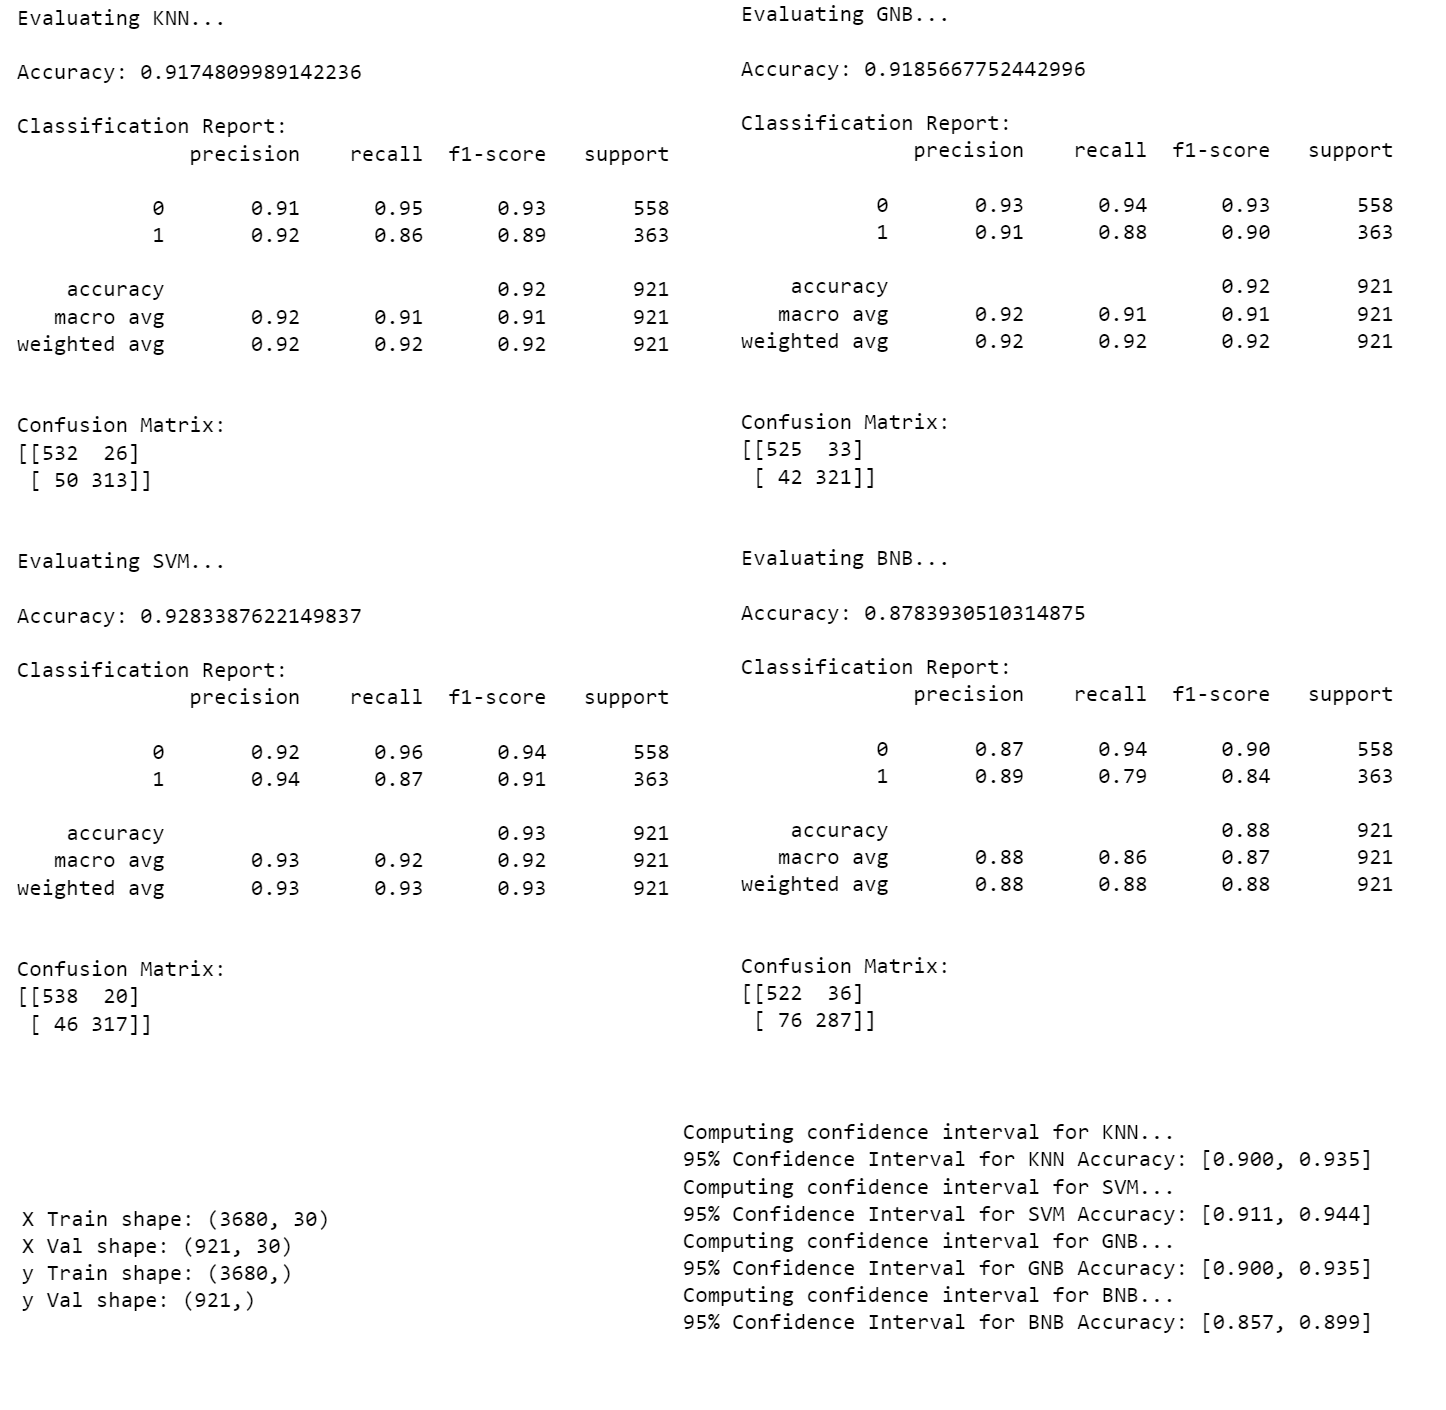 Evaluating KNN...
Accuracy: 0.9174809989142236
Classification Report:
precision recall f1-score support
0 0.91 0.95 0.93 558
1 0.92 0.86 0.89 363
accuracy 0.92 921
macro avg 0.92 0.91 0.91 921
weighted avg 0.92 0.92 0.92 921
Confusion Matrix:
[[532 26]
[ 50 313]]
Evaluating GNB...
Accuracy: 0.9185667752442996
Classification Report:
precision recall f1-score support
0 0.93 0.94 0.93 558
1 0.91 0.88 0.90 363
accuracy 0.92 921
macro avg 0.92 0.91 0.91 921
weighted avg 0.92 0.92 0.92 921
Confusion Matrix:
[[525 33]
[ 42 321]]
Evaluating SVM...
Accuracy: 0.9283387622149837
Classification Report:
precision recall f1-score support
0 0.92 0.96 0.94 558
1 0.94 0.87 0.91 363
accuracy 0.93 921
macro avg 0.93 0.92 0.92 921
weighted avg 0.93 0.93 0.93 921
Confusion Matrix:
[[538 20]
[ 46 317]]
Evaluating BNB...
Accuracy: 0.8783930510314875
Classification Report:
precision recall f1-score support
0 0.87 0.94 0.90 558
1 0.89 0.79 0.84 363
accuracy 0.88 921
macro avg 0.88 0.86 0.87 921
weighted avg 0.88 0.88 0.88 921
Confusion Matrix:
[[522 36]
[ 76 287]]
X Train shape: (3680, 30)
X Val shape: (921, 30)
y Train shape: (3680,)
y Val shape: (921,)
Computing confidence interval for KNN...
95% Confidence Interval for KNN Accuracy: [0.900, 0.935]
Computing confidence interval for SVM...
95% Confidence Interval for SVM Accuracy: [0.911, 0.944]
Computing confidence interval for GNB...
95% Confidence Interval for GNB Accuracy: [0.900, 0.935]
Computing confidence interval for BNB...
95% Confidence Interval for BNB Accuracy: [0.857, 0.899]